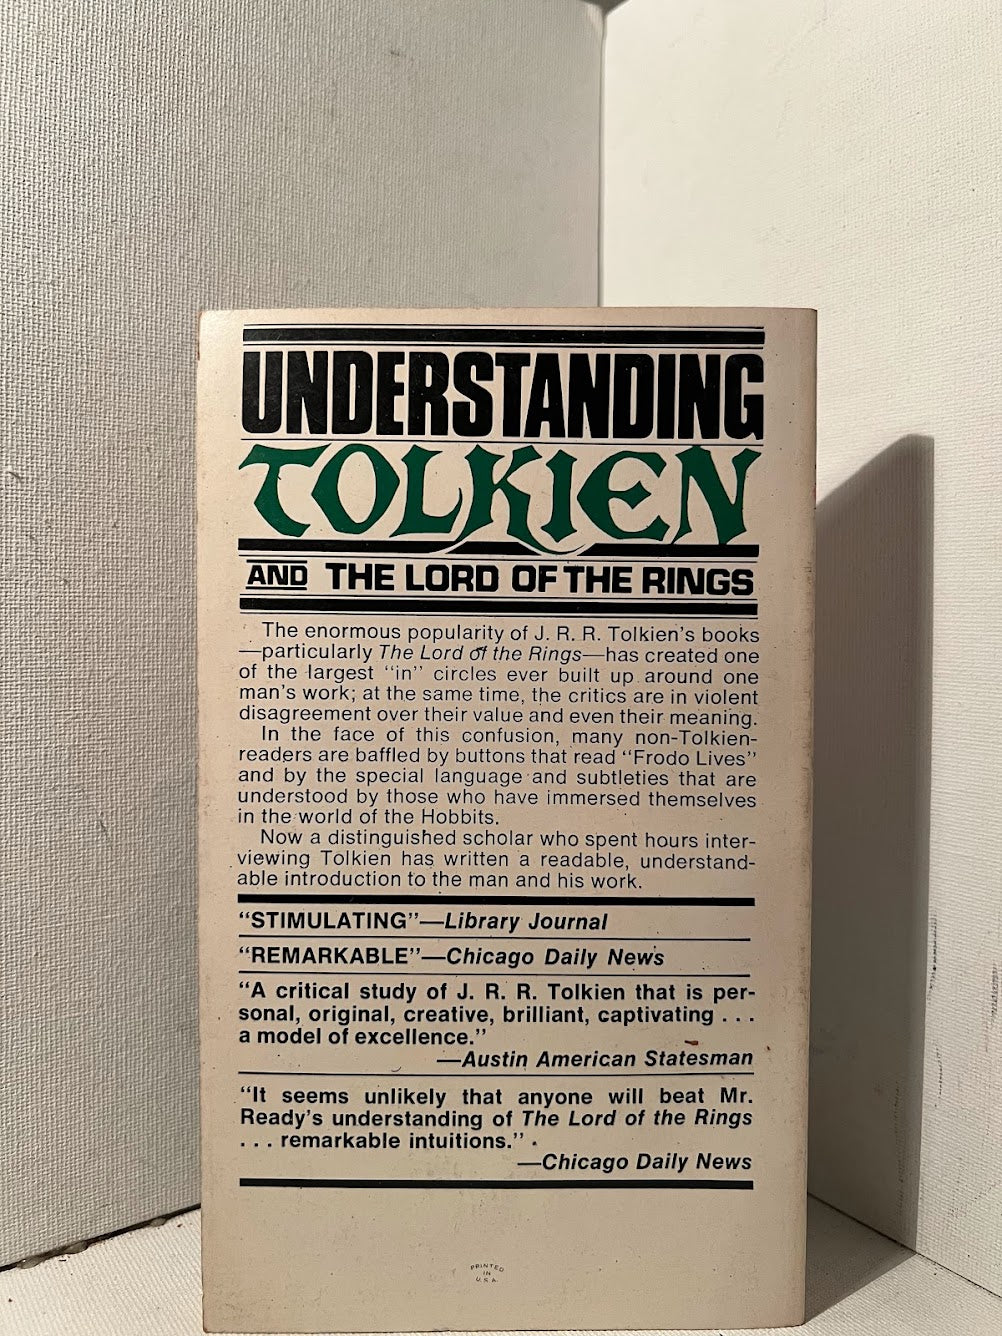 UNDERSTANDING
TOLKIEN
AND THE LORD OF THE RINGS
The enormous popularity of J. R. R. Tolkien's books
—particularly The Lord of the Rings—has created one
of the largest "in" circles ever built up around one
man's work; at the same time, the critics are in violent
disagreement over their value and even their meaning.
In the face of this confusion, many non-Tolkien-
readers are baffled by buttons that read "Frodo Lives"
and by the special language and subtleties that are
understood by those who have immersed themselves
in the world of the Hobbits.
Now a distinguished scholar who spent hours inter-
viewing Tolkien has written a readable, understand-
able introduction to the man and his work.
"STIMULATING"—Library Journal
"REMARKABLE"—Chicago Daily News
"A critical study of J. R. R. Tolkien that is per-
sonal, original, creative, brilliant, captivating . . .
a model of excellence."
—Austin American Statesman
"It seems unlikely that anyone will beat Mr.
Ready's understanding of The Lord of the Rings
. . . remarkable intuitions."
—Chicago Daily News
PRINTED
IN
U.S.A.